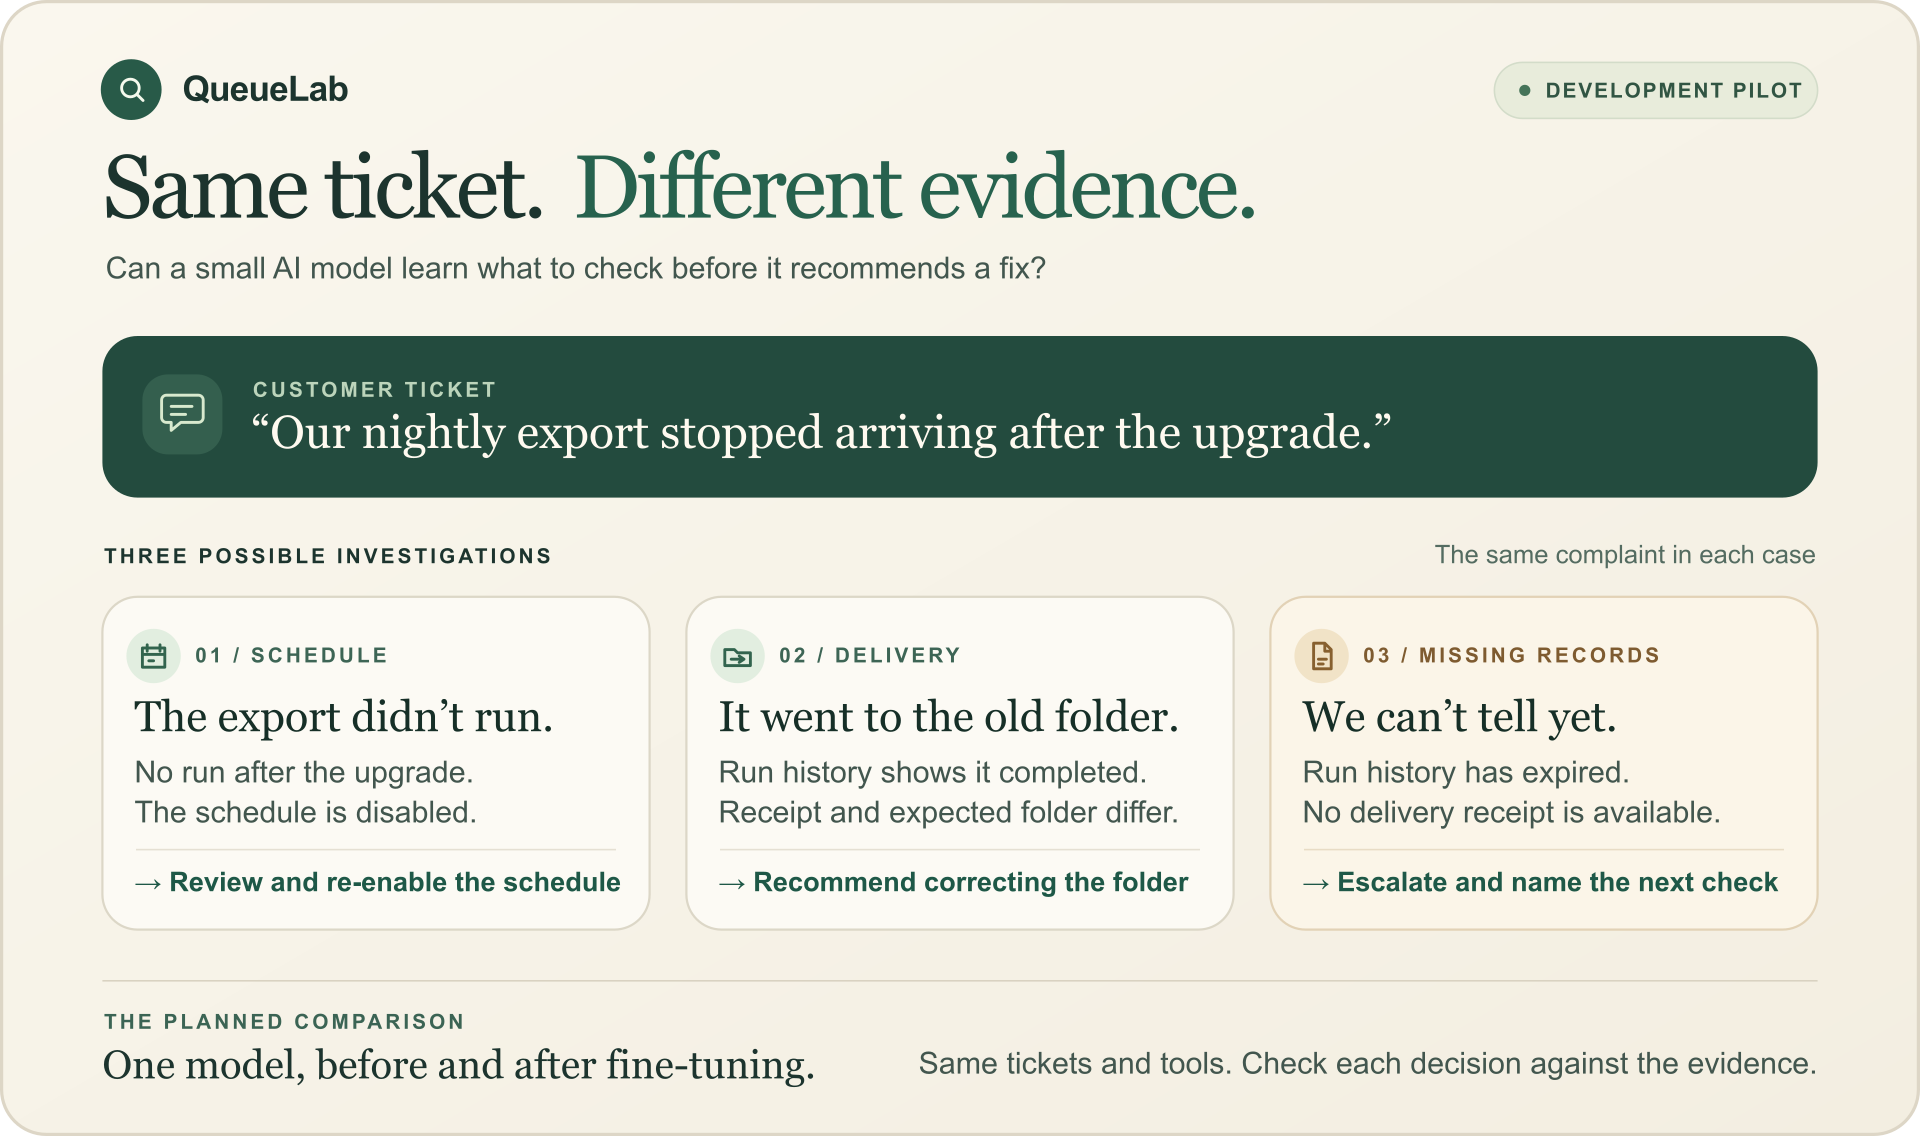 QueueLab
DEVELOPMENT PILOT
Same ticket. Different evidence.
Can a small AI model learn what to check before it recommends a fix?
CUSTOMER TICKET
“Our nightly export stopped arriving after the upgrade.”
THREE POSSIBLE INVESTIGATIONS
The same complaint in each case
01 / SCHEDULE
The export didn’t run.
No run after the upgrade.
The schedule is disabled.
→ Review and re-enable the schedule
02 / DELIVERY
It went to the old folder.
Run history shows it completed.
Receipt and expected folder differ.
→ Recommend correcting the folder
03 / MISSING RECORDS
We can’t tell yet.
Run history has expired.
No delivery receipt is available.
→ Escalate and name the next check
THE PLANNED COMPARISON
One model, before and after fine-tuning.
Same tickets and tools. Check each decision against the evidence.